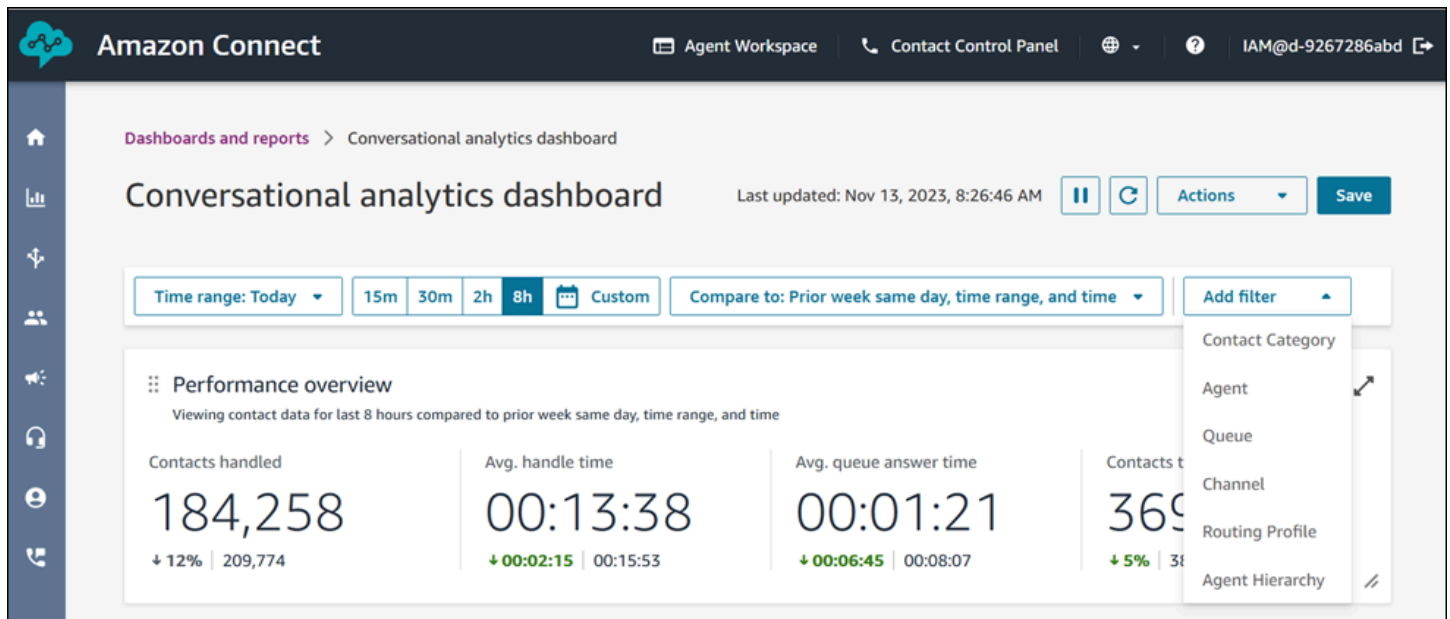 Amazon Connect
Agent Workspace
Contact Control Panel
IAM@d-9267286abd
Dashboards and reports > Conversational analytics dashboard
Conversational analytics dashboard
Last updated: Nov 13, 2023, 8:26:46 AM
Actions
Save
Time range: Today
15m
30m
2h
8h
Custom
Compare to: Prior week same day, time range, and time
Add filter
Contact Category
Agent
Queue
Channel
Routing Profile
Agent Hierarchy
Performance overview
Viewing contact data for last 8 hours compared to prior week same day, time range, and time
Contacts handled
184,258
↓ 12% | 209,774
Avg. handle time
00:13:38
↓ 00:02:15 | 00:15:53
Avg. queue answer time
00:01:21
↓ 00:06:45 | 00:08:07
Contacts
↓ 5%